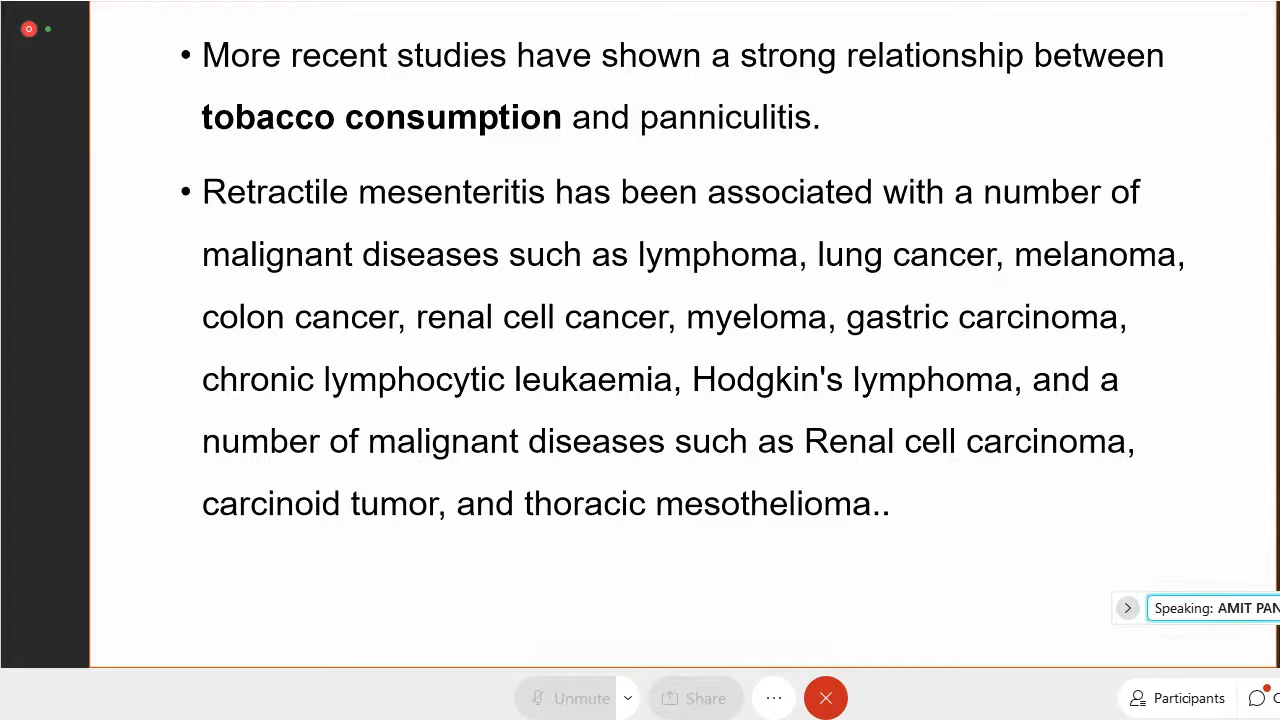 • More recent studies have shown a strong relationship between
tobacco consumption and panniculitis.
• Retractile mesenteritis has been associated with a number of
malignant diseases such as lymphoma, lung cancer, melanoma,
colon cancer, renal cell cancer, myeloma, gastric carcinoma,
chronic lymphocytic leukaemia, Hodgkin's lymphoma, and a
number of malignant diseases such as Renal cell carcinoma,
carcinoid tumor, and thoracic mesothelioma..
Speaking: AMIT PAN
Unmute Share ... Participants